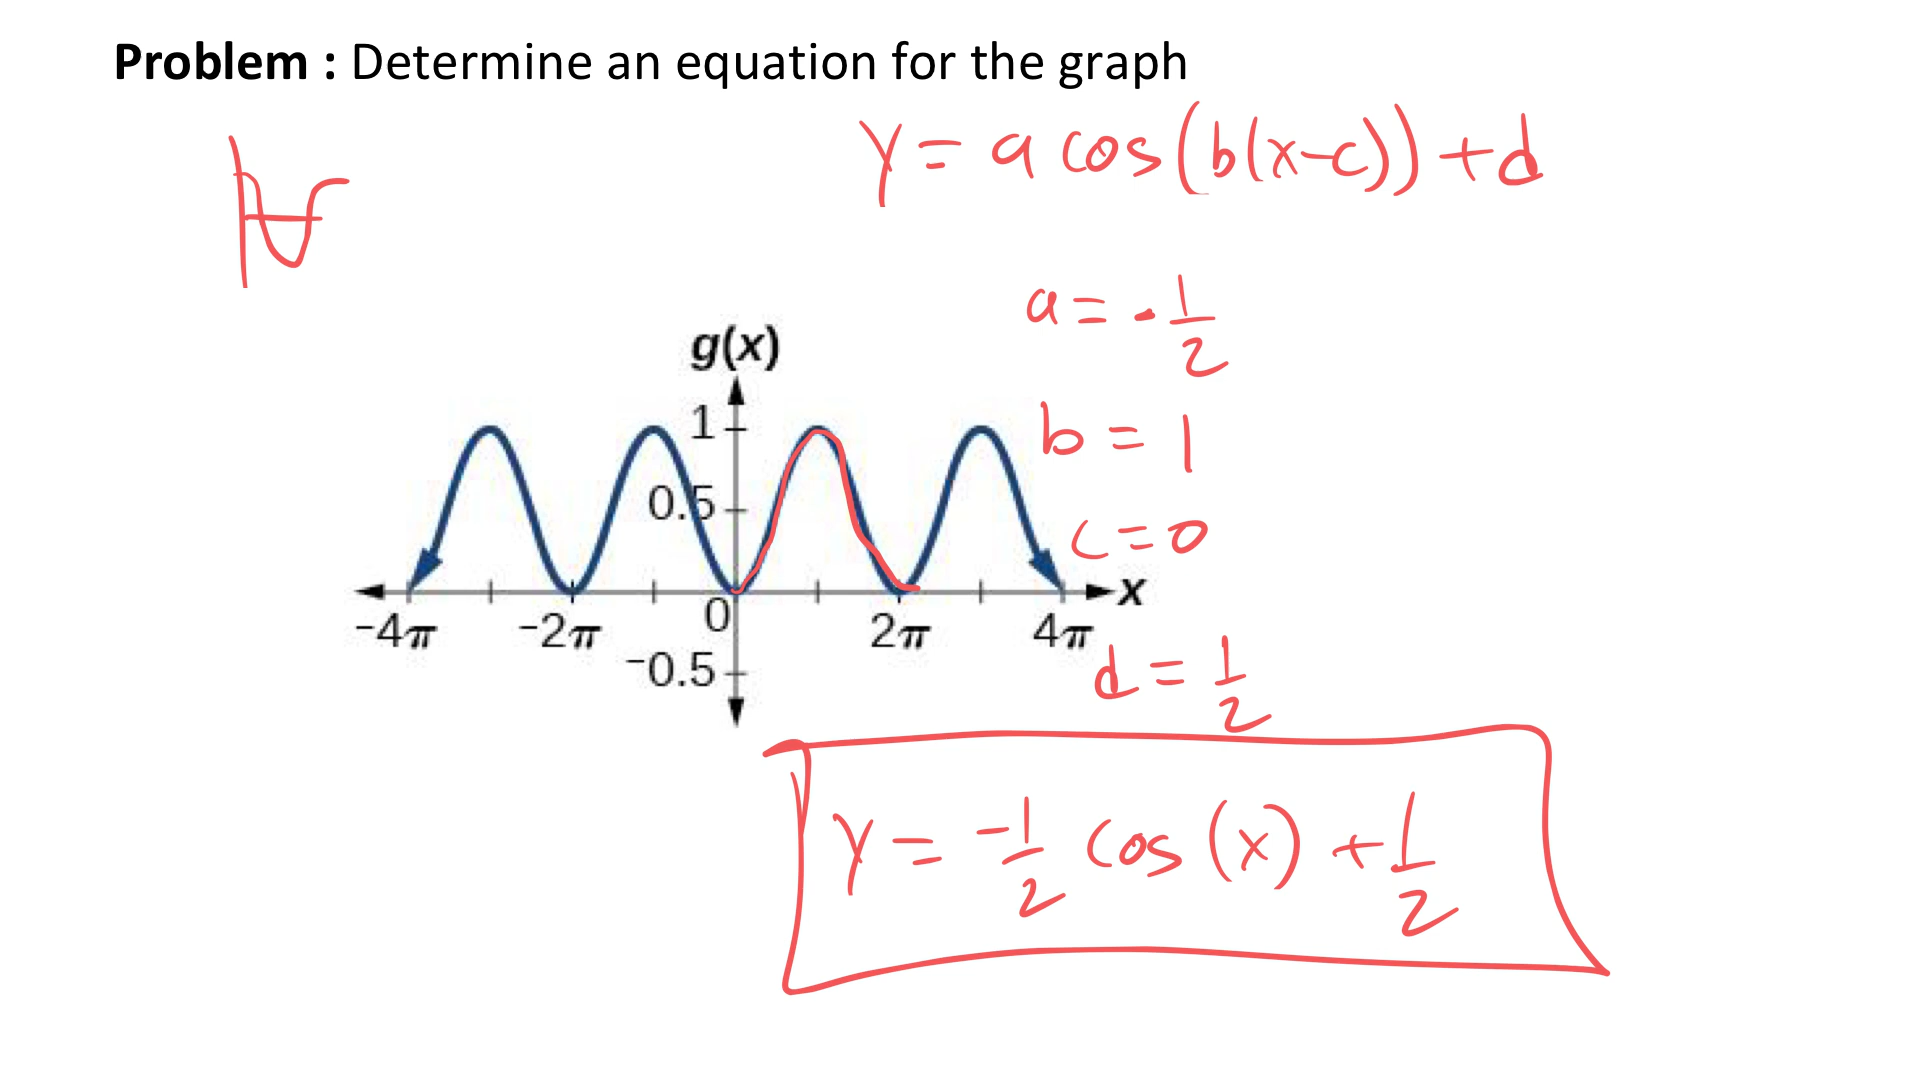 Problem : Determine an equation for the graph
y = a cos(b(x-c)) + d
a = -1/2
g(x)
1
b = 1
0.5
c = 0
x
0
-4π -2π 2π 4π
-0.5
d = 1/2
y = -1/2 cos(x) + 1/2